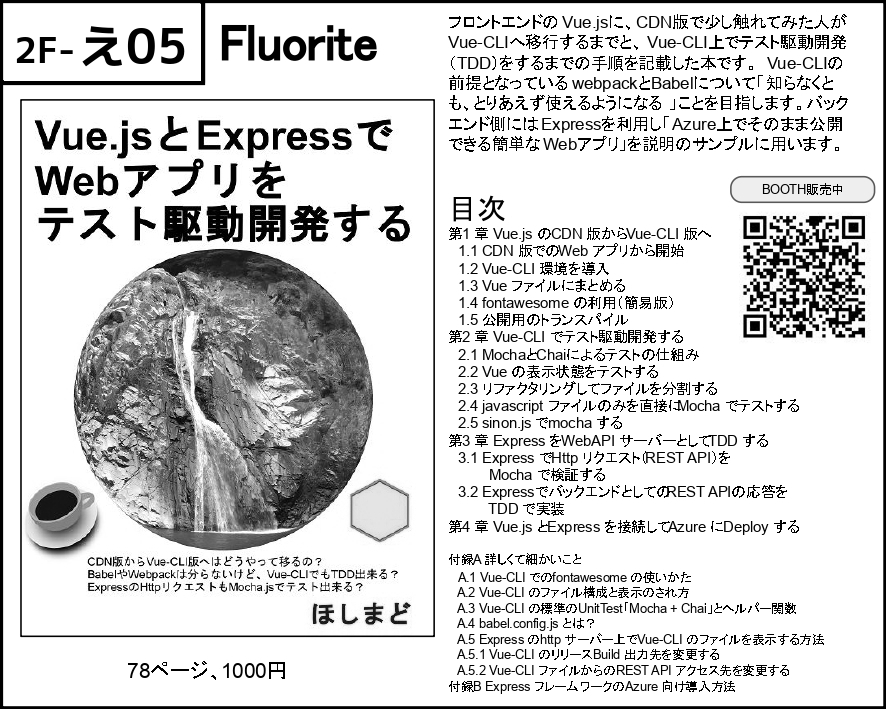 2F-え05
Fluorite
Vue.jsとExpressで
Webアプリを
テスト駆動開発する
CDN版からVue-CLI版へはどうやって移るの？
BabelやWebpackは分らないけど、Vue-CLIでもTDD出来る？
ExpressのHttpリクエストもMocha.jsでテスト出来る？
ほしまど
78ページ、1000円
フロントエンドの Vue.jsに、CDN版で少し触れてみた人が
Vue-CLIへ移行するまでと、Vue-CLI上でテスト駆動開発
（TDD）をするまでの手順を記載した本です。 Vue-CLIの
前提となっている webpackとBabelについて「知らなくと
も、とりあえず使えるようになる 」ことを目指します。バック
エンド側にはExpressを利用し「Azure上でそのまま公開
できる簡単なWebアプリ」を説明のサンプルに用います。
BOOTH販売中
目次
第1 章 Vue.js のCDN 版からVue-CLI 版へ
1.1 CDN 版でのWeb アプリから開始
1.2 Vue-CLI 環境を導入
1.3 Vue ファイルにまとめる
1.4 fontawesome の利用（簡易版）
1.5 公開用のトランスパイル
第2 章 Vue-CLI でテスト駆動開発する
2.1 MochaとChaiによるテストの仕組み
2.2 Vue の表示状態をテストする
2.3 リファクタリングしてファイルを分割する
2.4 javascript ファイルのみを直接にMocha でテストする
2.5 sinon.js でmocha する
第3 章 Express をWebAPI サーバーとしてTDD する
3.1 Express でHttp リクエスト（REST API）を
Mocha で検証する
3.2 ExpressでバックエンドとしてのREST APIの応答を
TDD で実装
第4 章 Vue.js とExpress を接続してAzure にDeploy する
付録A 詳しくて細かいこと
A.1 Vue-CLI でのfontawesome の使いかた
A.2 Vue-CLI のファイル構成と表示のされ方
A.3 Vue-CLI の標準のUnitTest「Mocha + Chai」とヘルパー関数
A.4 babel.config.js とは？
A.5 Express のhttp サーバー上でVue-CLI のファイルを表示する方法
A.5.1 Vue-CLI のリリースBuild 出力先を変更する
A.5.2 Vue-CLI ファイルからのREST API アクセス先を変更する
付録B Express フレームワークのAzure 向け導入方法